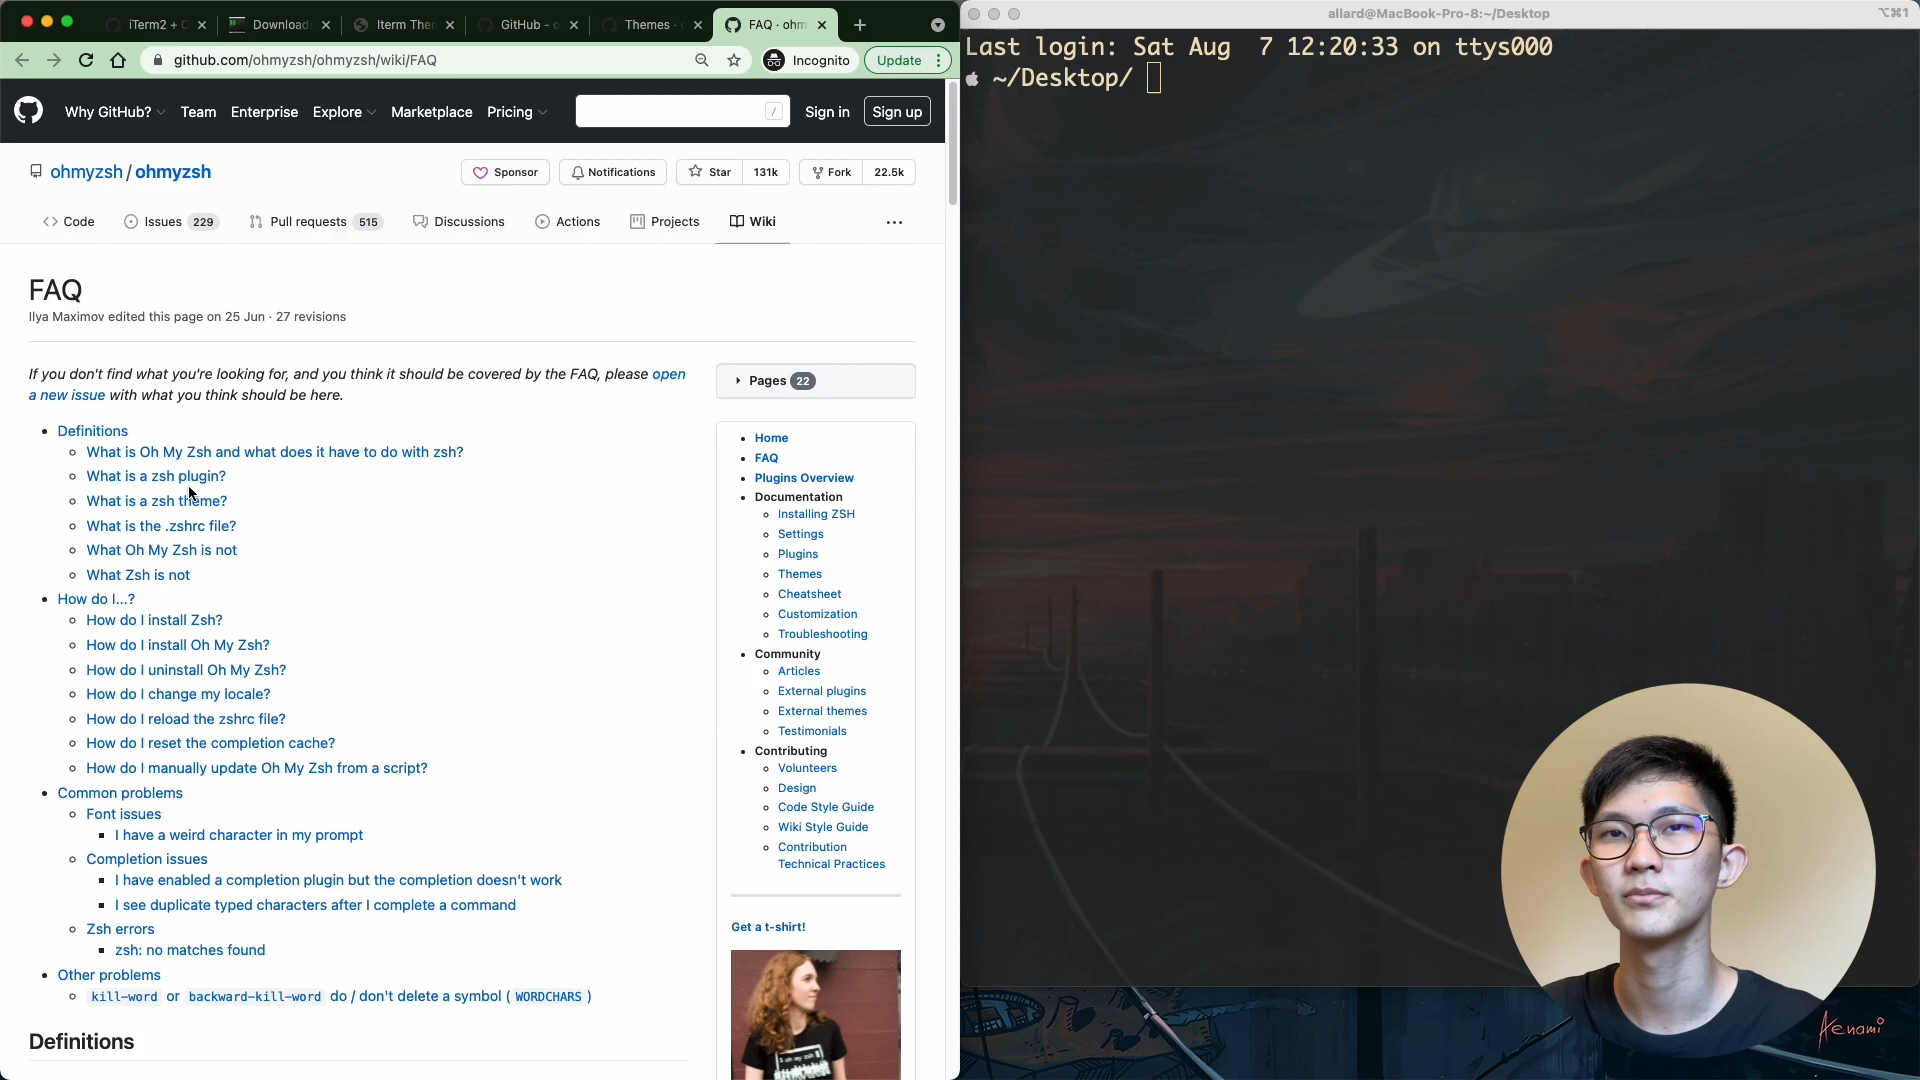 iTerm2 + O
Downloads
Iterm The
GitHub - o
Themes ·
FAQ · ohm
github.com/ohmyzsh/ohmyzsh/wiki/FAQ
Incognito
Update
Why GitHub?
Team
Enterprise
Explore
Marketplace
Pricing
/
Sign in
Sign up
ohmyzsh / ohmyzsh
Sponsor
Notifications
Star 131k
Fork 22.5k
Code
Issues 229
Pull requests 515
Discussions
Actions
Projects
Wiki
FAQ
Ilya Maximov edited this page on 25 Jun · 27 revisions
If you don't find what you're looking for, and you think it should be covered by the FAQ, please open
a new issue with what you think should be here.
Definitions
What is Oh My Zsh and what does it have to do with zsh?
What is a zsh plugin?
What is a zsh theme?
What is the .zshrc file?
What Oh My Zsh is not
What Zsh is not
How do I...?
How do I install Zsh?
How do I install Oh My Zsh?
How do I uninstall Oh My Zsh?
How do I change my locale?
How do I reload the zshrc file?
How do I reset the completion cache?
How do I manually update Oh My Zsh from a script?
Common problems
Font issues
I have a weird character in my prompt
Completion issues
I have enabled a completion plugin but the completion doesn't work
I see duplicate typed characters after I complete a command
Zsh errors
zsh: no matches found
Other problems
kill-word or backward-kill-word do / don't delete a symbol ( WORDCHARS )
Definitions
Pages 22
Home
FAQ
Plugins Overview
Documentation
Installing ZSH
Settings
Plugins
Themes
Cheatsheet
Customization
Troubleshooting
Community
Articles
External plugins
External themes
Testimonials
Contributing
Volunteers
Design
Code Style Guide
Wiki Style Guide
Contribution
Technical Practices
Get a t-shirt!
allard@MacBook-Pro-8:~/Desktop
⌥⌘1
Last login: Sat Aug  7 12:20:33 on ttys000
~/Desktop/
Aenami